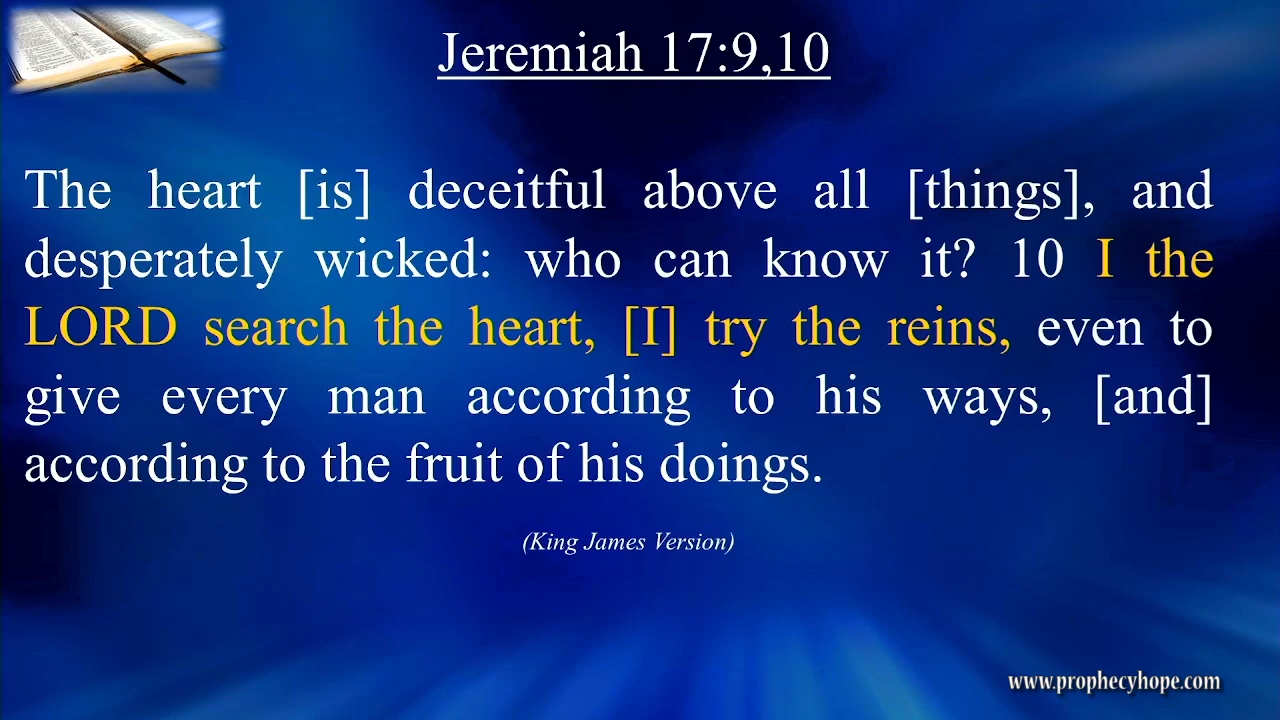 Jeremiah 17:9,10
The heart [is] deceitful above all [things], and
desperately wicked: who can know it? 10 I the
LORD search the heart, [I] try the reins, even to
give every man according to his ways, [and]
according to the fruit of his doings.
(King James Version)
www.prophecyhope.com